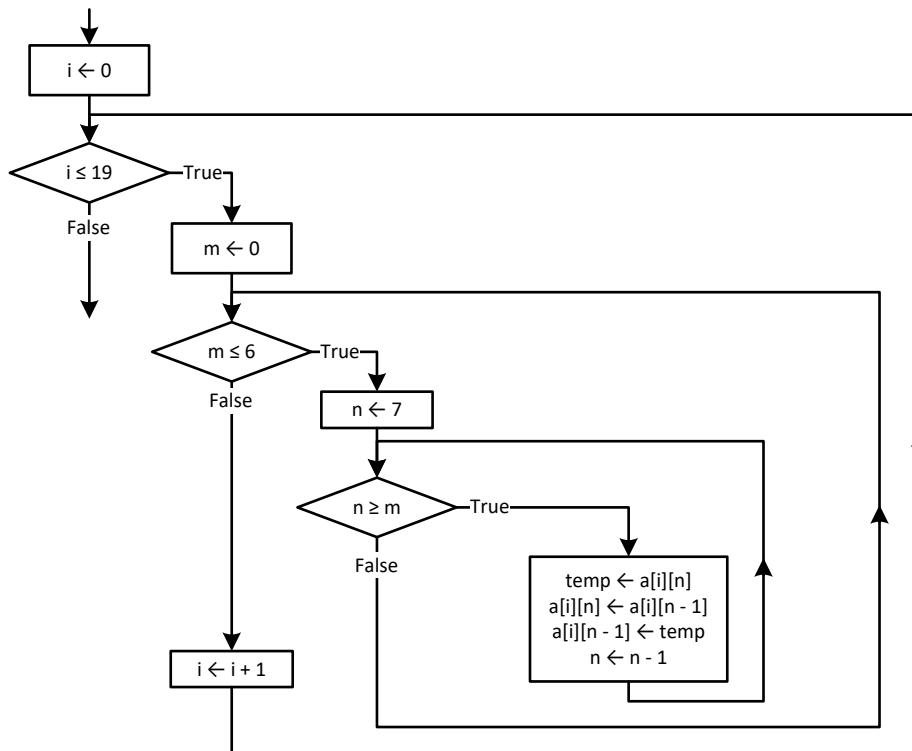 i ← 0
i ≤ 19
True
False
m ← 0
m ≤ 6
True
False
n ← 7
n ≥ m
True
False
temp ← a[i][n]
a[i][n] ← a[i][n - 1]
a[i][n - 1] ← temp
n ← n - 1
i ← i + 1